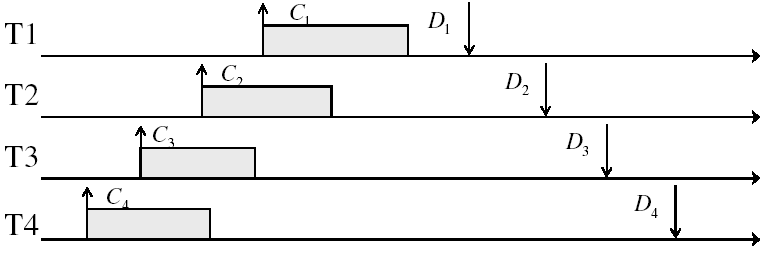 T1 C1 D1
T2 C2 D2
T3 C3 D3
T4 C4 D4